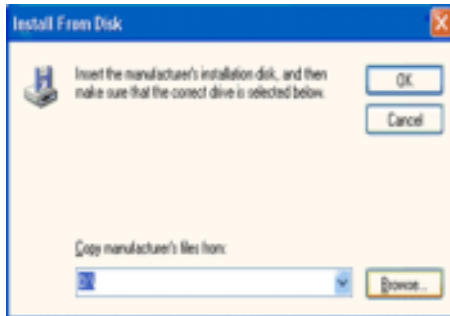 Install From Disk
Insert the manufacturer's installation disk, and then
make sure that the correct drive is selected below.
OK
Cancel
Copy manufacturer's files from:
Browse...